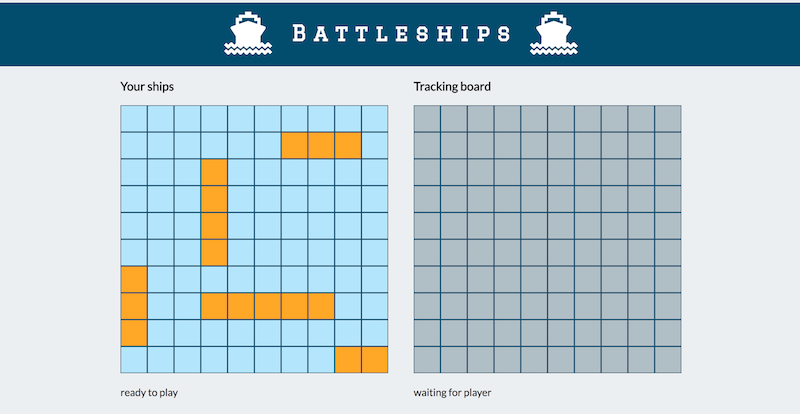 BATTLESHIPS
Your ships
Tracking board
ready to play
waiting for player